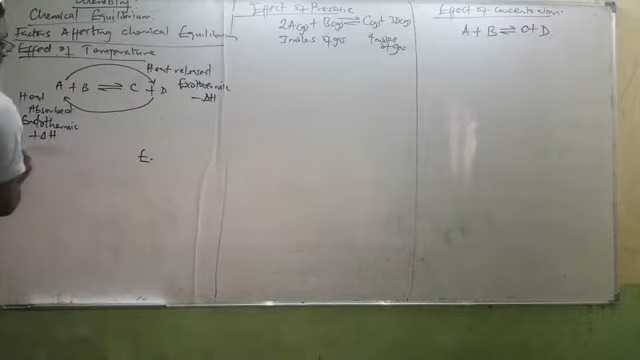 Chemistry
Chemical Equilibrium.
Factors Affecting Chemical Equilibrium
Effect of Temperature
Heat released
Exothermic
-ΔH
A + B ⇌ C + D
Heat
Absorbed
Endothermic
+ΔH
E.
Effect of Pressure
2A(g) + B(g) ⇌ C(g) + 3D(g)
3 moles of gas 4 moles of gas
Effect of Concentration.
A + B ⇌ C + D